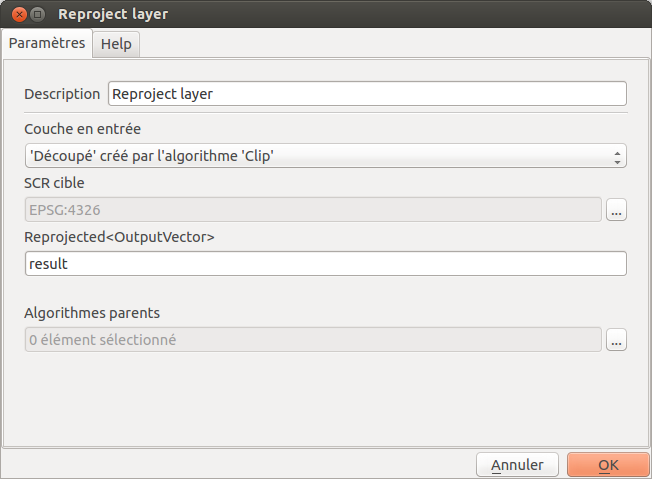 Reproject layer
Paramètres Help
Description Reproject layer
Couche en entrée
'Découpé' créé par l'algorithme 'Clip'
SCR cible
EPSG:4326 ...
Reprojected<OutputVector>
result
Algorithmes parents
0 élément sélectionné ...
Annuler OK